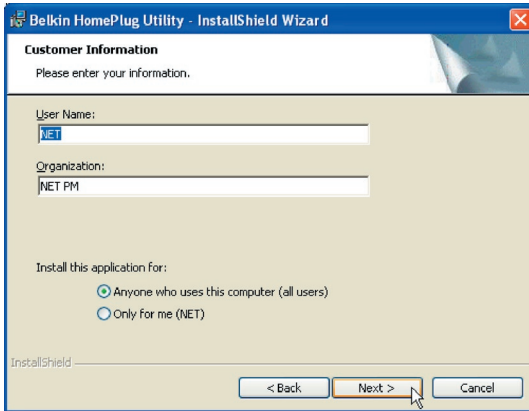 Belkin HomePlug Utility - InstallShield Wizard
Customer Information
Please enter your information.
User Name:
NET
Organization:
NET PM
Install this application for:
Anyone who uses this computer (all users)
Only for me (NET)
InstallShield
< Back Next > Cancel